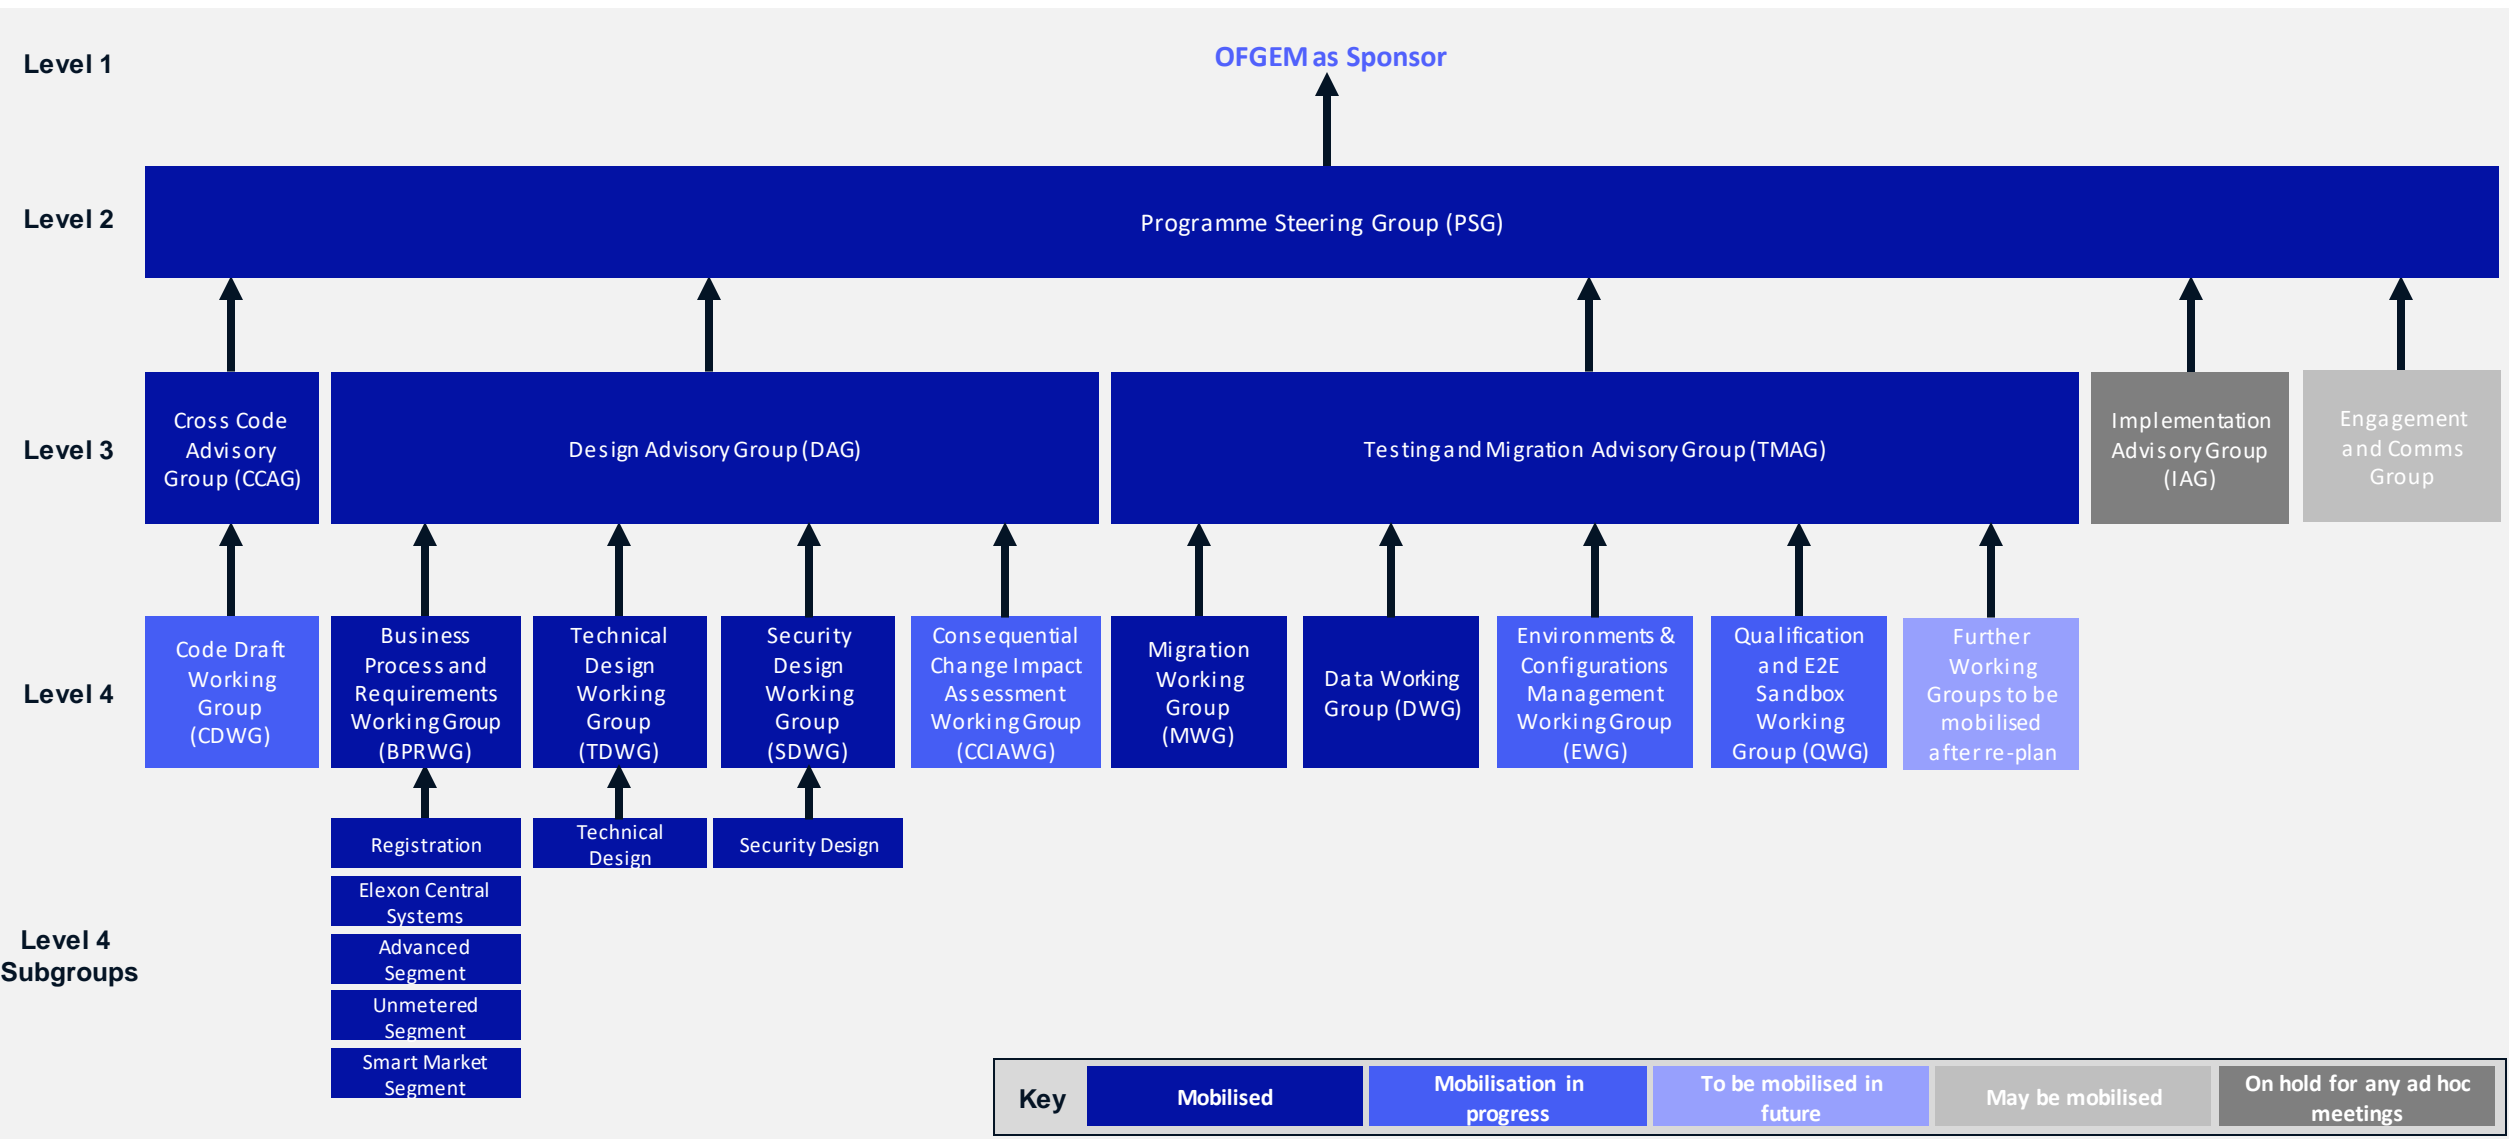 Level 1
OFGEM as Sponsor
Level 2
Programme Steering Group (PSG)
Level 3
Cross Code
Advisory
Group (CCAG)
Design Advisory Group (DAG)
Testing and Migration Advisory Group (TMAG)
Implementation
Advisory Group
(IAG)
Engagement
and Comms
Group
Level 4
Code Draft
Working
Group
(CDWG)
Business
Process and
Requirements
Working Group
(BPRWG)
Technical
Design
Working
Group
(TDWG)
Security
Design
Working
Group
(SDWG)
Consequential
Change Impact
Assessment
Working Group
(CCIAWG)
Migration
Working
Group
(MWG)
Data Working
Group (DWG)
Environments &
Configurations
Management
Working Group
(EWG)
Qualification
and E2E
Sandbox
Working
Group (QWG)
Further
Working
Groups to be
mobilised
after re-plan
Level 4
Subgroups
Registration
Elexon Central
Systems
Advanced
Segment
Unmetered
Segment
Smart Market
Segment
Technical
Design
Security Design
Key
Mobilised
Mobilisation in
progress
To be mobilised in
future
May be mobilised
On hold for any ad hoc
meetings